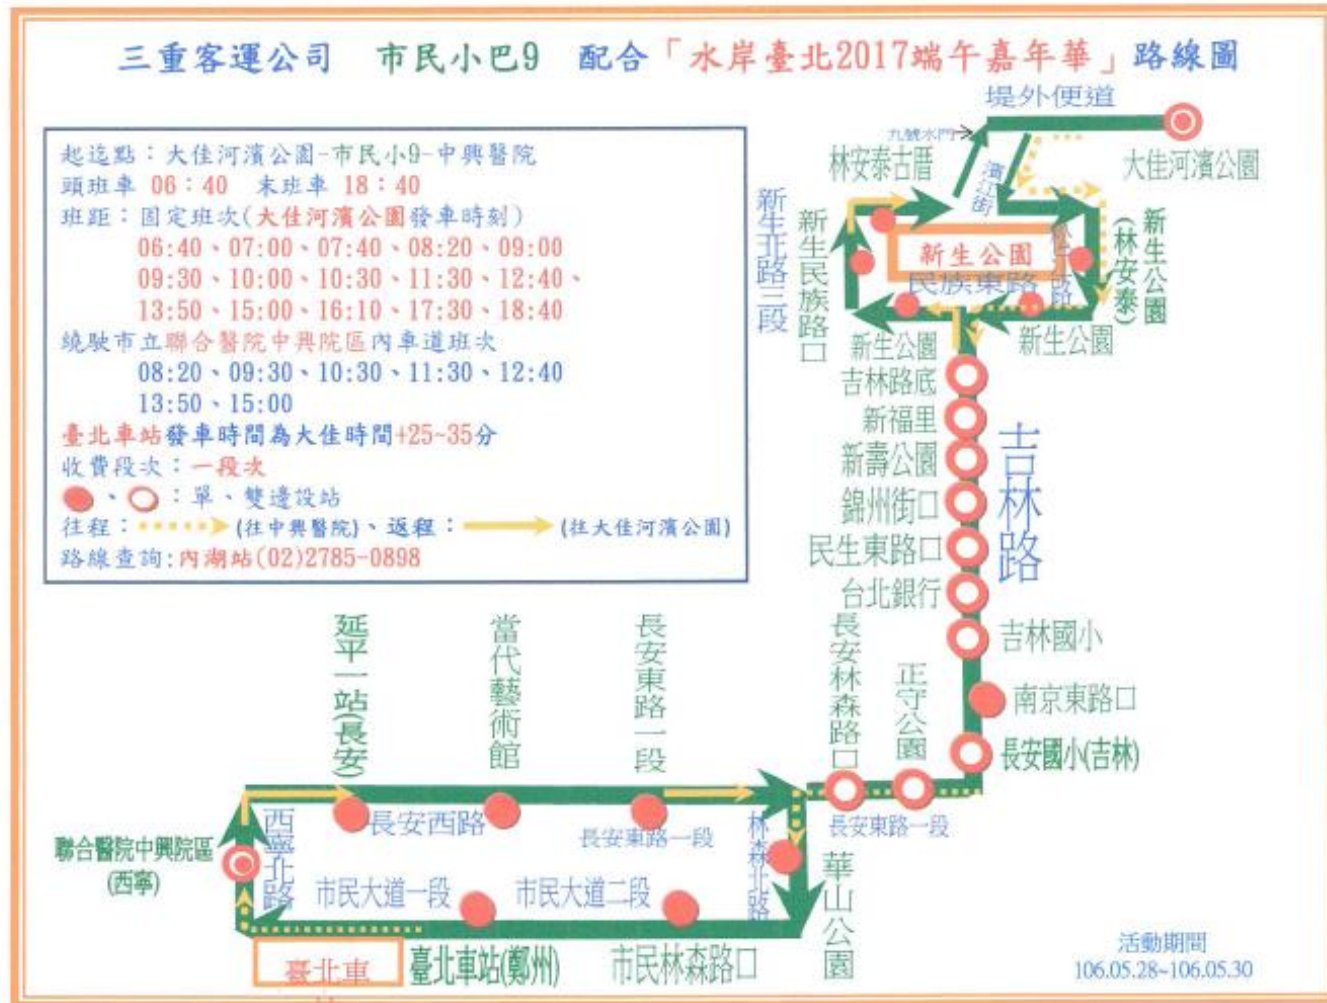 三重客運公司 市民小巴9 配合「水岸臺北2017端午嘉年華」路線圖
起迄點：大佳河濱公園-市民小9-中興醫院
頭班車 06：40 末班車 18：40
班距：固定班次(大佳河濱公園發車時刻)
06:40、07:00、07:40、08:20、09:00
09:30、10:00、10:30、11:30、12:40、
13:50、15:00、16:10、17:30、18:40
繞駛市立聯合醫院中興院區內車道班次
08:20、09:30、10:30、11:30、12:40
13:50、15:00
臺北車站發車時間為大佳時間+25~35分
收費段次：一段次
、 ：單、雙邊設站
往程： (往中興醫院)、返程： (往大佳河濱公園)
路線查詢:內湖站(02)2785-0898
堤外便道
九號水門
大佳河濱公園
林安泰古厝
濱江街
新生北路三段
新生民族路口
新生公園
(林安泰)
新生公園
民族東路
新生公園
新生公園
吉林路底
新福里
新壽公園
錦州街口
民生東路口
台北銀行
吉林路
吉林國小
南京東路口
長安國小(吉林)
正守公園
長安林森路口
長安東路一段
長安東路一段
當代藝術館
延平一站(長安)
長安西路
長安東路一段
林森北路
華山公園
西寧北路
聯合醫院中興院區
(西寧)
市民大道一段
市民大道二段
臺北車
臺北車站(鄭州)
市民林森路口
活動期間
106.05.28~106.05.30